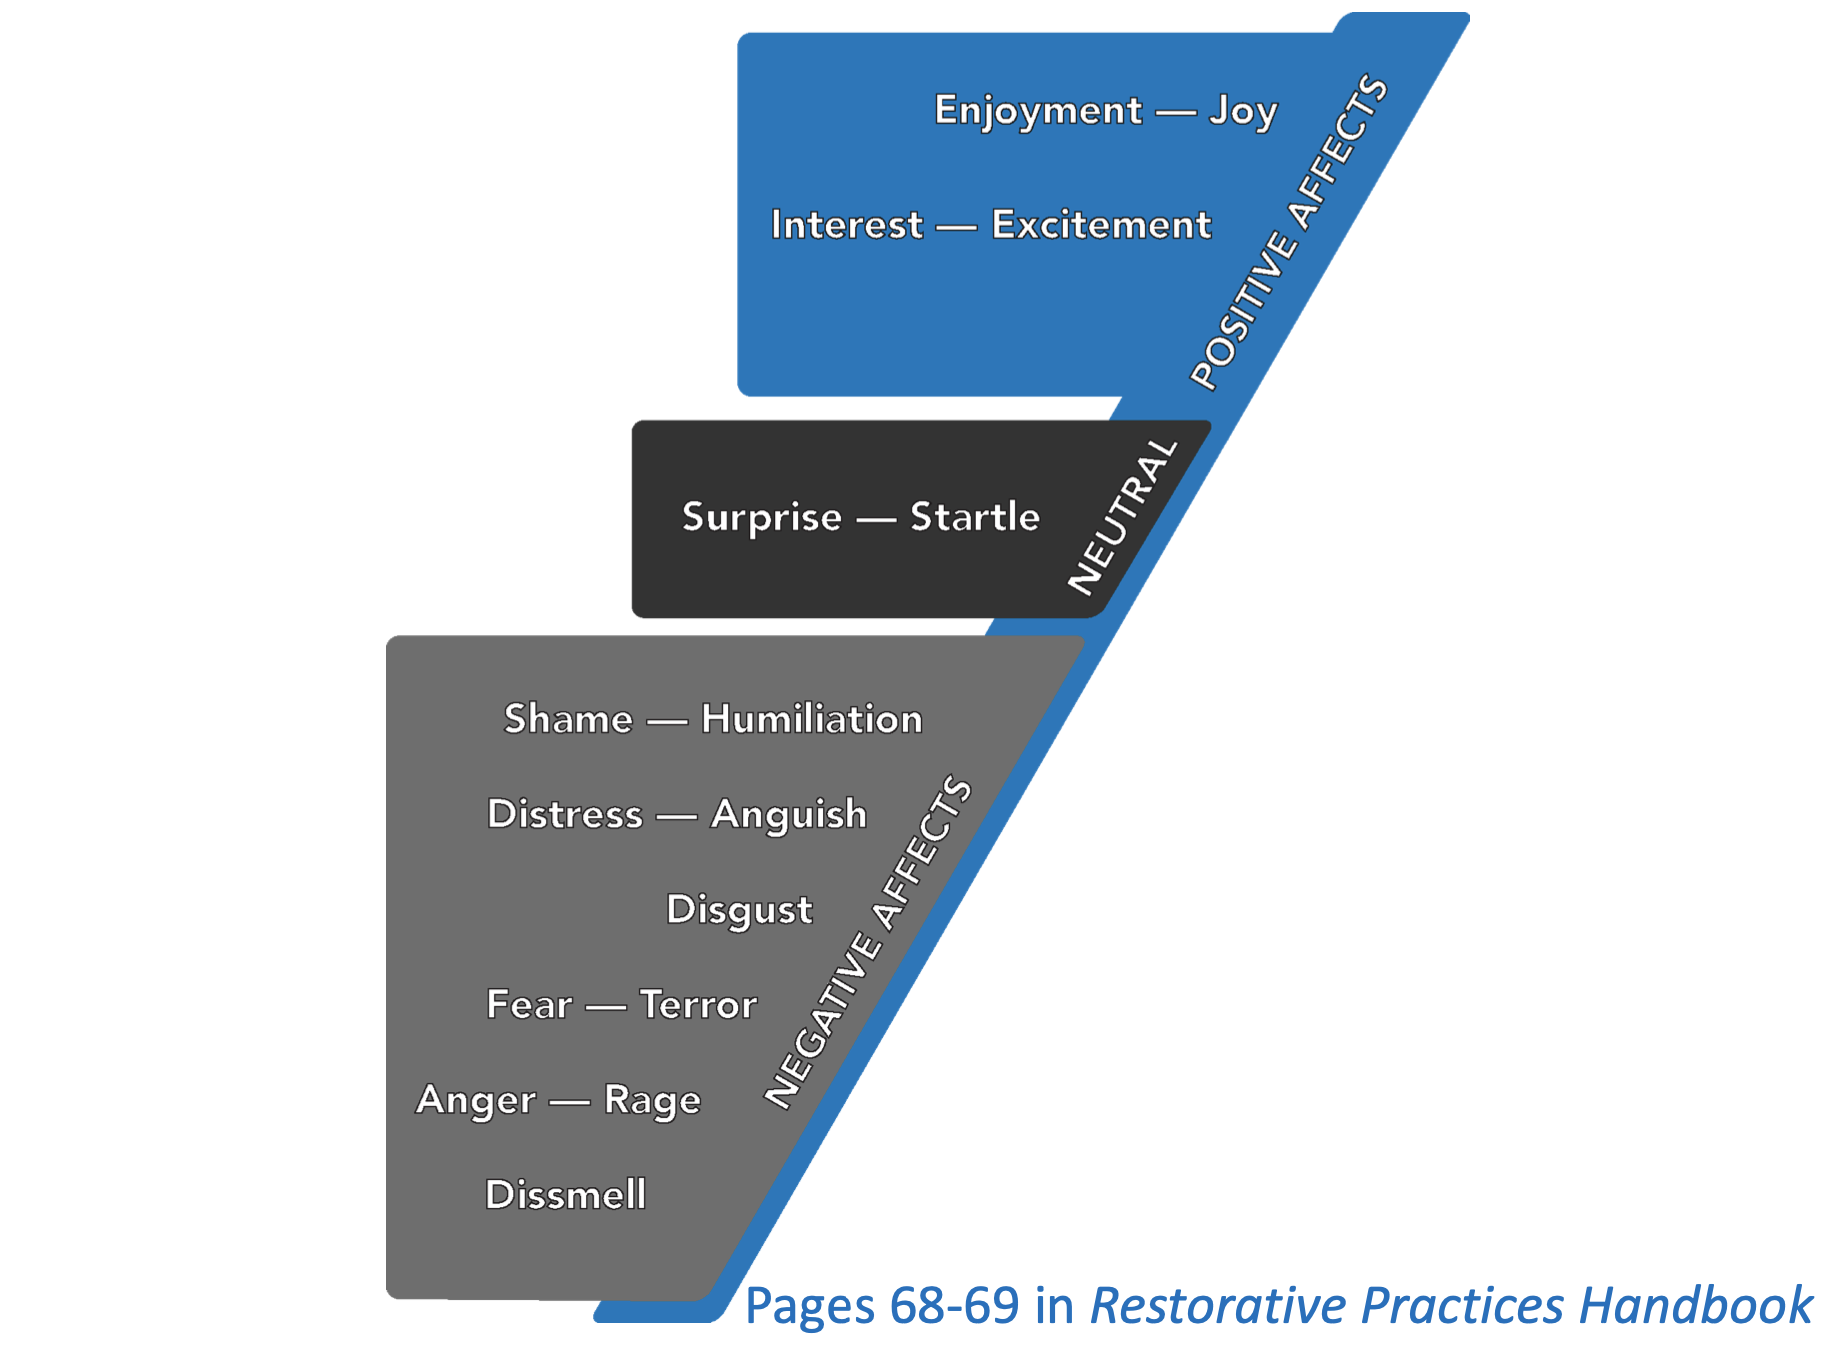 Enjoyment — Joy
Interest — Excitement
POSITIVE AFFECTS
Surprise — Startle
NEUTRAL
Shame — Humiliation
Distress — Anguish
Disgust
Fear — Terror
Anger — Rage
Dissmell
NEGATIVE AFFECTS
Pages 68-69 in Restorative Practices Handbook